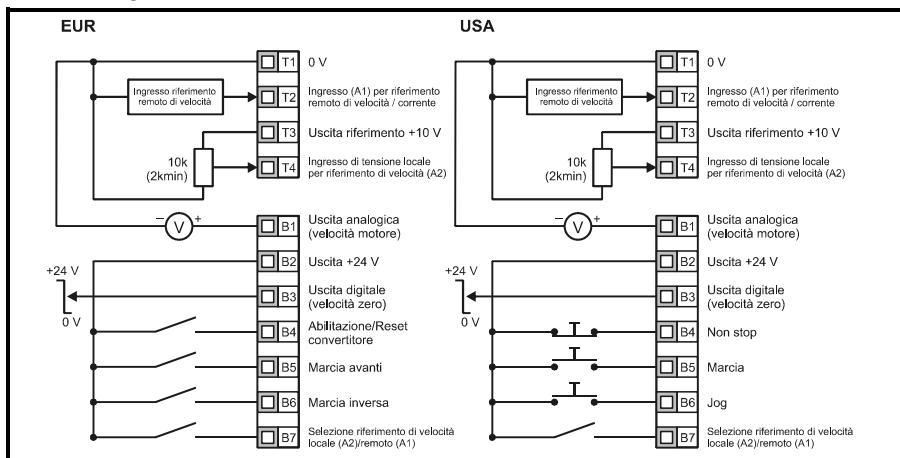 EUR
T1 0 V
Ingresso riferimento
remoto di velocità
T2 Ingresso (A1) per riferimento
remoto di velocità / corrente
T3 Uscita riferimento +10 V
10k
(2kmin)
T4 Ingresso di tensione locale
per riferimento di velocità (A2)
– V +
B1 Uscita analogica
(velocità motore)
B2 Uscita +24 V
+24 V
0 V
B3 Uscita digitale
(velocità zero)
B4 Abilitazione/Reset
convertitore
B5 Marcia avanti
B6 Marcia inversa
B7 Selezione riferimento di velocità
locale (A2)/remoto (A1)
USA
T1 0 V
Ingresso riferimento
remoto di velocità
T2 Ingresso (A1) per riferimento
remoto di velocità / corrente
T3 Uscita riferimento +10 V
10k
(2kmin)
T4 Ingresso di tensione locale
per riferimento di velocità (A2)
– V +
B1 Uscita analogica
(velocità motore)
B2 Uscita +24 V
+24 V
0 V
B3 Uscita digitale
(velocità zero)
B4 Non stop
B5 Marcia
B6 Jog
B7 Selezione riferimento di velocità
locale (A2)/remoto (A1)